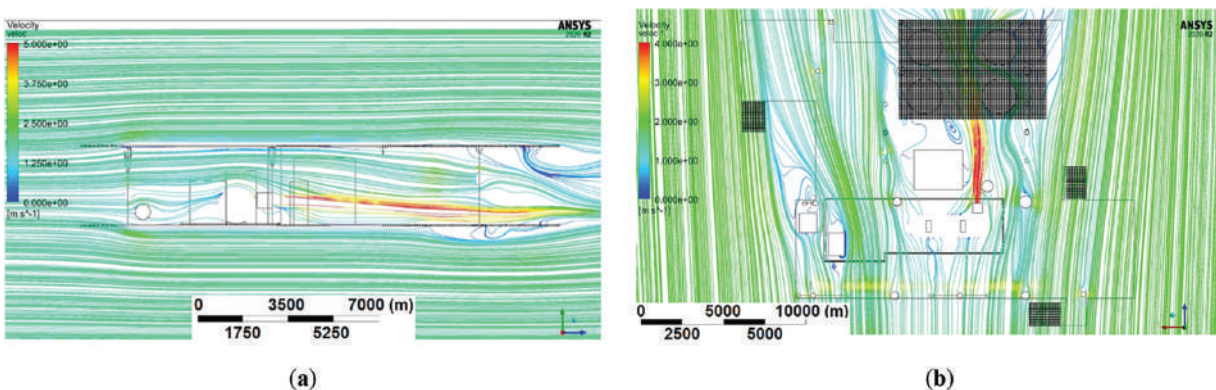 Velocity
veloc
5.000e+00
3.750e+00
2.500e+00
1.250e+00
0.000e+00
[m s^-1]
ANSYS
2020 R2
0 3500 7000 (m)
1750 5250
(a)
Velocity
4.000e+00
3.000e+00
2.000e+00
1.000e+00
0.000e+00
[m s^-1]
ANSYS
2020 R2
0 5000 10000 (m)
2500 5000
(b)